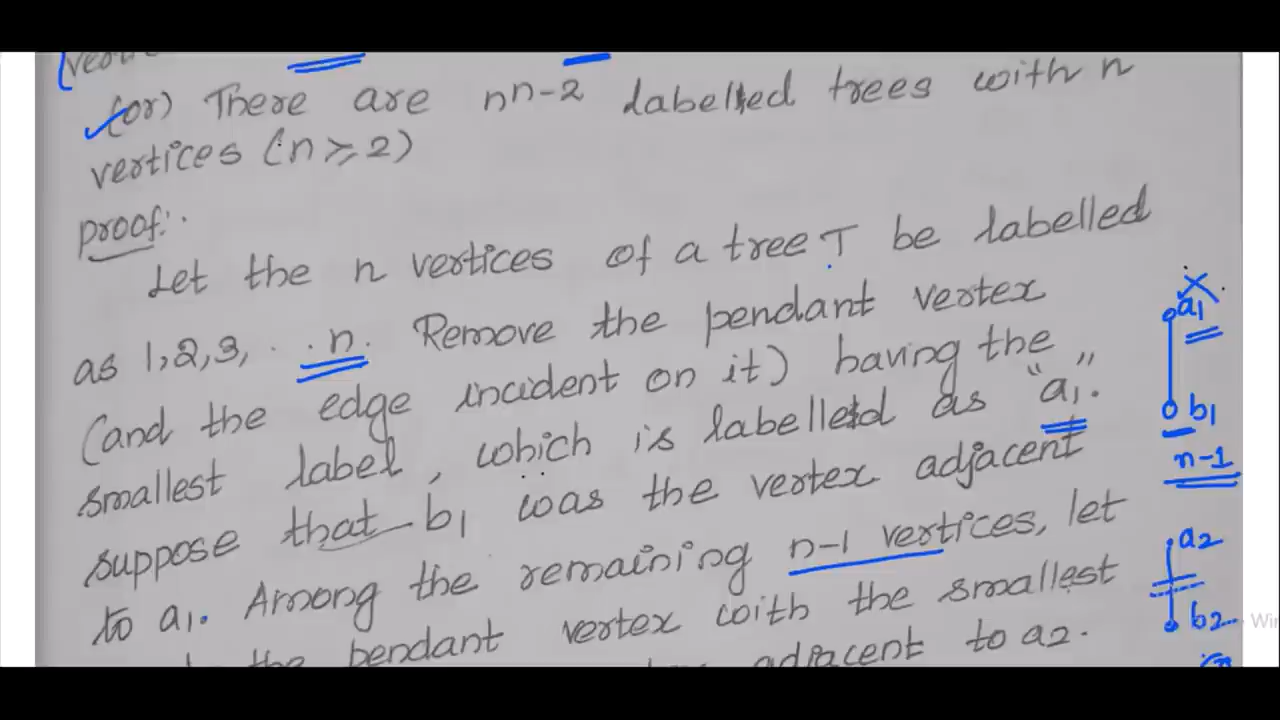 (or) There are n^n-2 labelled trees with n
vertices (n ≥ 2)
proof:.
Let the n vertices of a tree T be labelled
as 1,2,3, . . n. Remove the pendant vertex
(and the edge incident on it) having the
smallest label, which is labelled as "a1".
suppose that b1 was the vertex adjacent
to a1. Among the remaining n-1 vertices, let
the pendant vertex with the smallest
adjacent to a2.
a1
b1
n-1
a2
b2